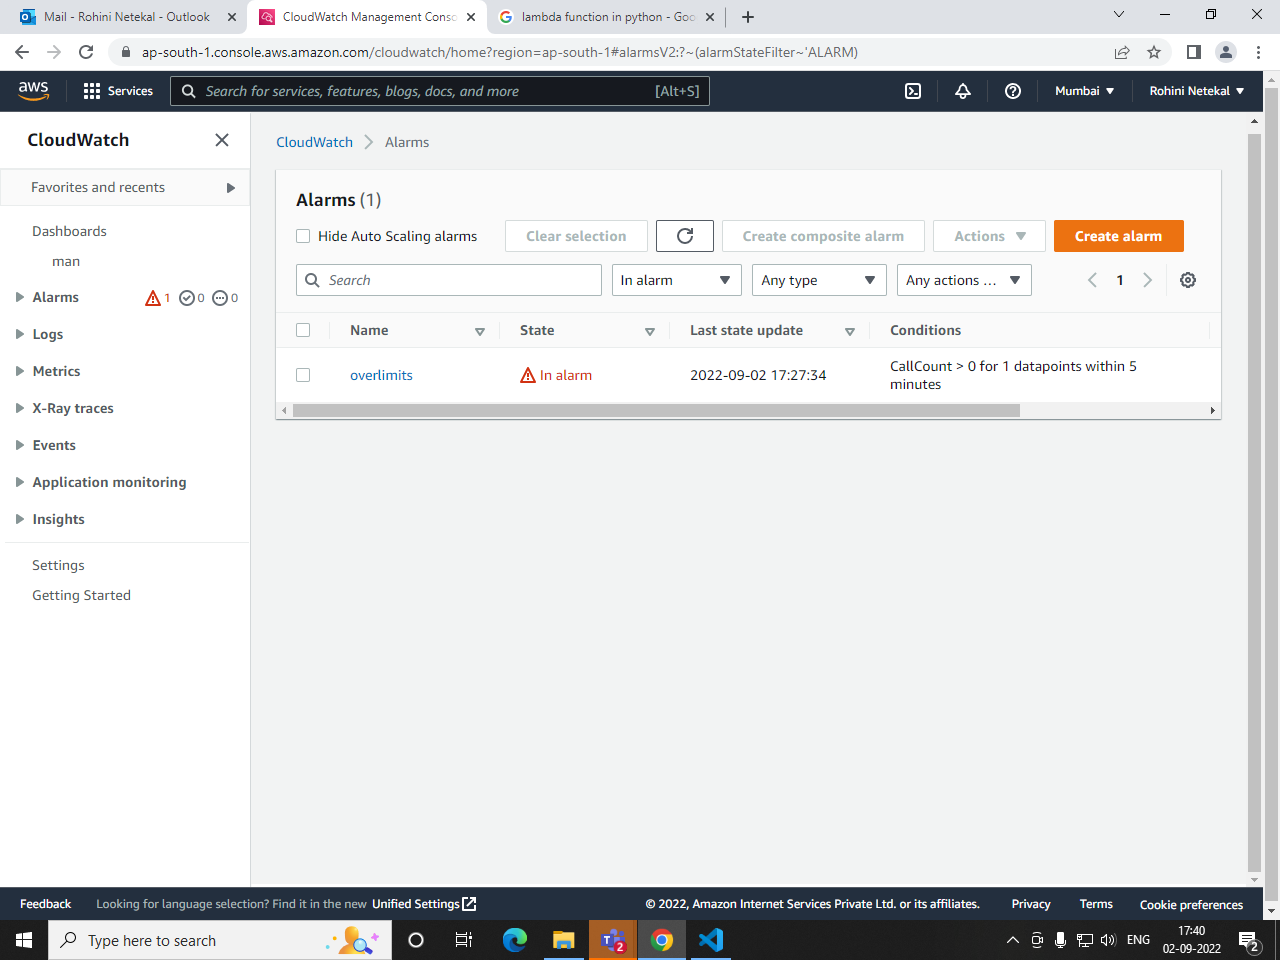 Mail - Rohini Netekal - Outlook
CloudWatch Management Conso
lambda function in python - Goo
ap-south-1.console.aws.amazon.com/cloudwatch/home?region=ap-south-1#alarmsV2:?~(alarmStateFilter~'ALARM)
aws
Services
Search for services, features, blogs, docs, and more
[Alt+S]
Mumbai
Rohini Netekal
CloudWatch
Favorites and recents
Dashboards
man
Alarms
1
0
0
Logs
Metrics
X-Ray traces
Events
Application monitoring
Insights
Settings
Getting Started
CloudWatch
Alarms
Alarms (1)
Hide Auto Scaling alarms
Clear selection
Create composite alarm
Actions
Create alarm
Search
In alarm
Any type
Any actions ...
1
Name
State
Last state update
Conditions
overlimits
In alarm
2022-09-02 17:27:34
CallCount > 0 for 1 datapoints within 5
minutes
Feedback
Looking for language selection? Find it in the new Unified Settings
© 2022, Amazon Internet Services Private Ltd. or its affiliates.
Privacy
Terms
Cookie preferences
Type here to search
2
ENG
17:40
02-09-2022
2